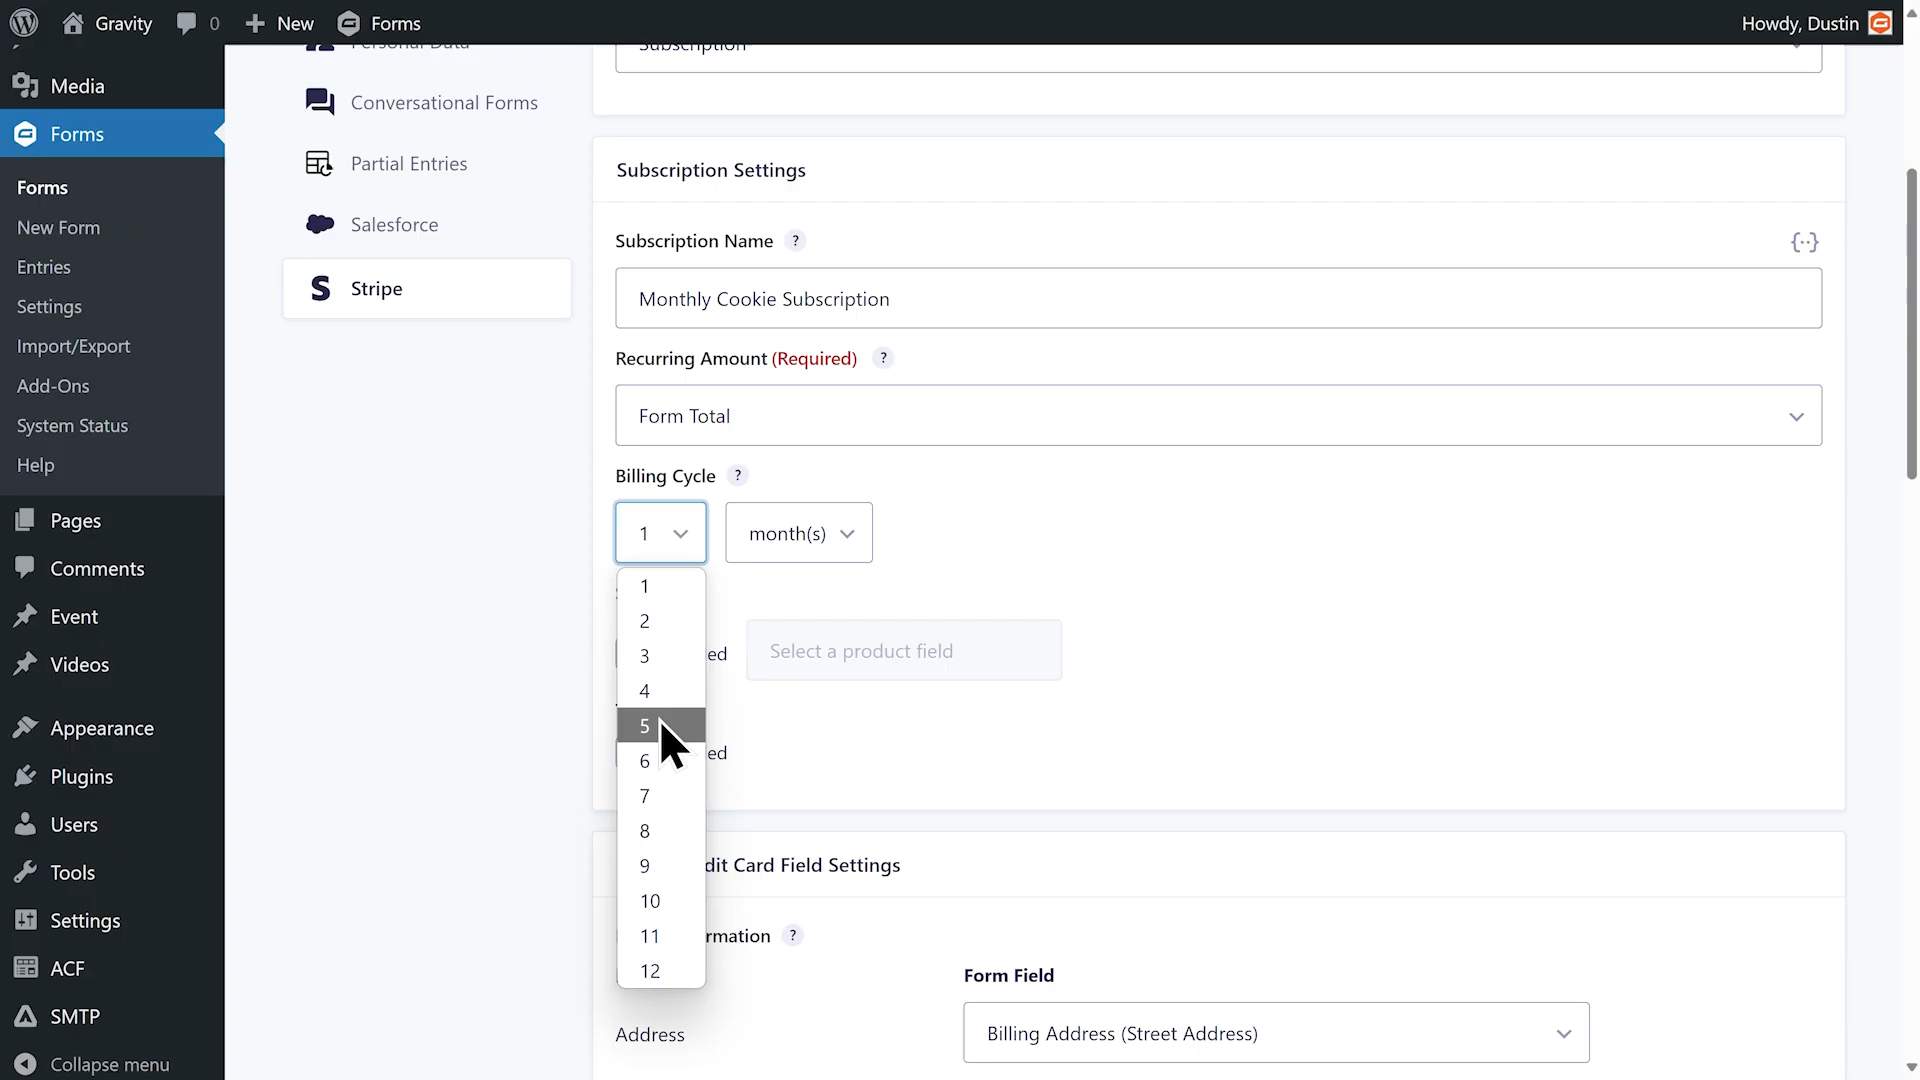 Gravity
0
New
Forms
Howdy, Dustin
Personal Data
Subscription
Media
Conversational Forms
Forms
Partial Entries
Subscription Settings
Forms
New Form
Salesforce
Subscription Name ?
Entries
Stripe
Monthly Cookie Subscription
Settings
Import/Export
Recurring Amount (Required) ?
Add-Ons
Form Total
System Status
Help
Billing Cycle ?
Pages
1
month(s)
Comments
1
Event
2
3
ed
Select a product field
Videos
4
5
Appearance
6
ed
Plugins
7
Users
8
9
dit Card Field Settings
Tools
10
Settings
11
rmation ?
ACF
12
Form Field
SMTP
Address
Billing Address (Street Address)
Collapse menu